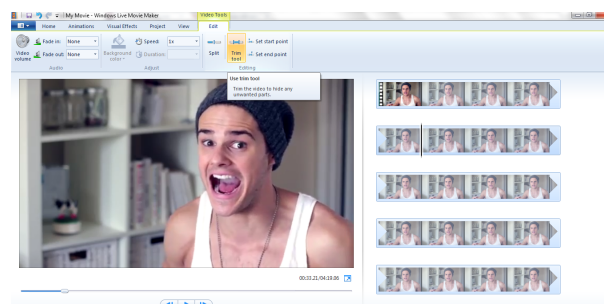 My Movie - Windows Live Movie Maker
Video Tools
Home Animations Visual Effects Project View Edit
Fade in: None
Speed: 1x
Set start point
Video volume
Fade out: None
Background color
Duration:
Split
Trim tool
Set end point
Audio
Adjust
Editing
Use trim tool
Trim the video to hide any
unwanted parts.
00:33.21/04:19.86